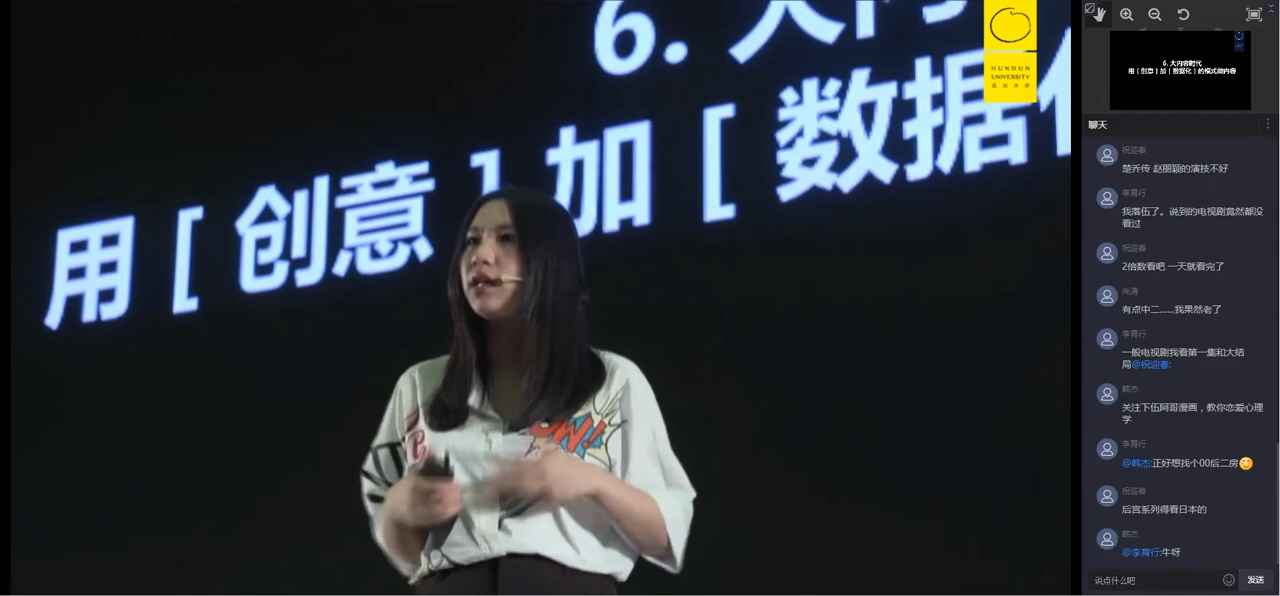 6. 大内
用 [ 创意 ] 加 [ 数据化
HUNDUN
UNIVERSITY
混沌大学
OW!!
6. 大内容时代
用 [ 创意 ] 加 [ 数据化 ] 的模式做内容
聊天
祝迎春
楚乔传 赵丽颖的演技不好
李育行
我落伍了。说到的电视剧竟然都没
看过
祝迎春
2倍数看吧 一天就看完了
尚涛
有点中二......我果然老了
李育行
一般电视剧我看第一集和大结
局@祝迎春:
韩杰
关注下伍阿哥漫画，教你恋爱心理
学
李育行
@韩杰:正好想找个00后二房
祝迎春
后宫系列得看日本的
韩杰
@李育行:牛呀
说点什么吧
发送